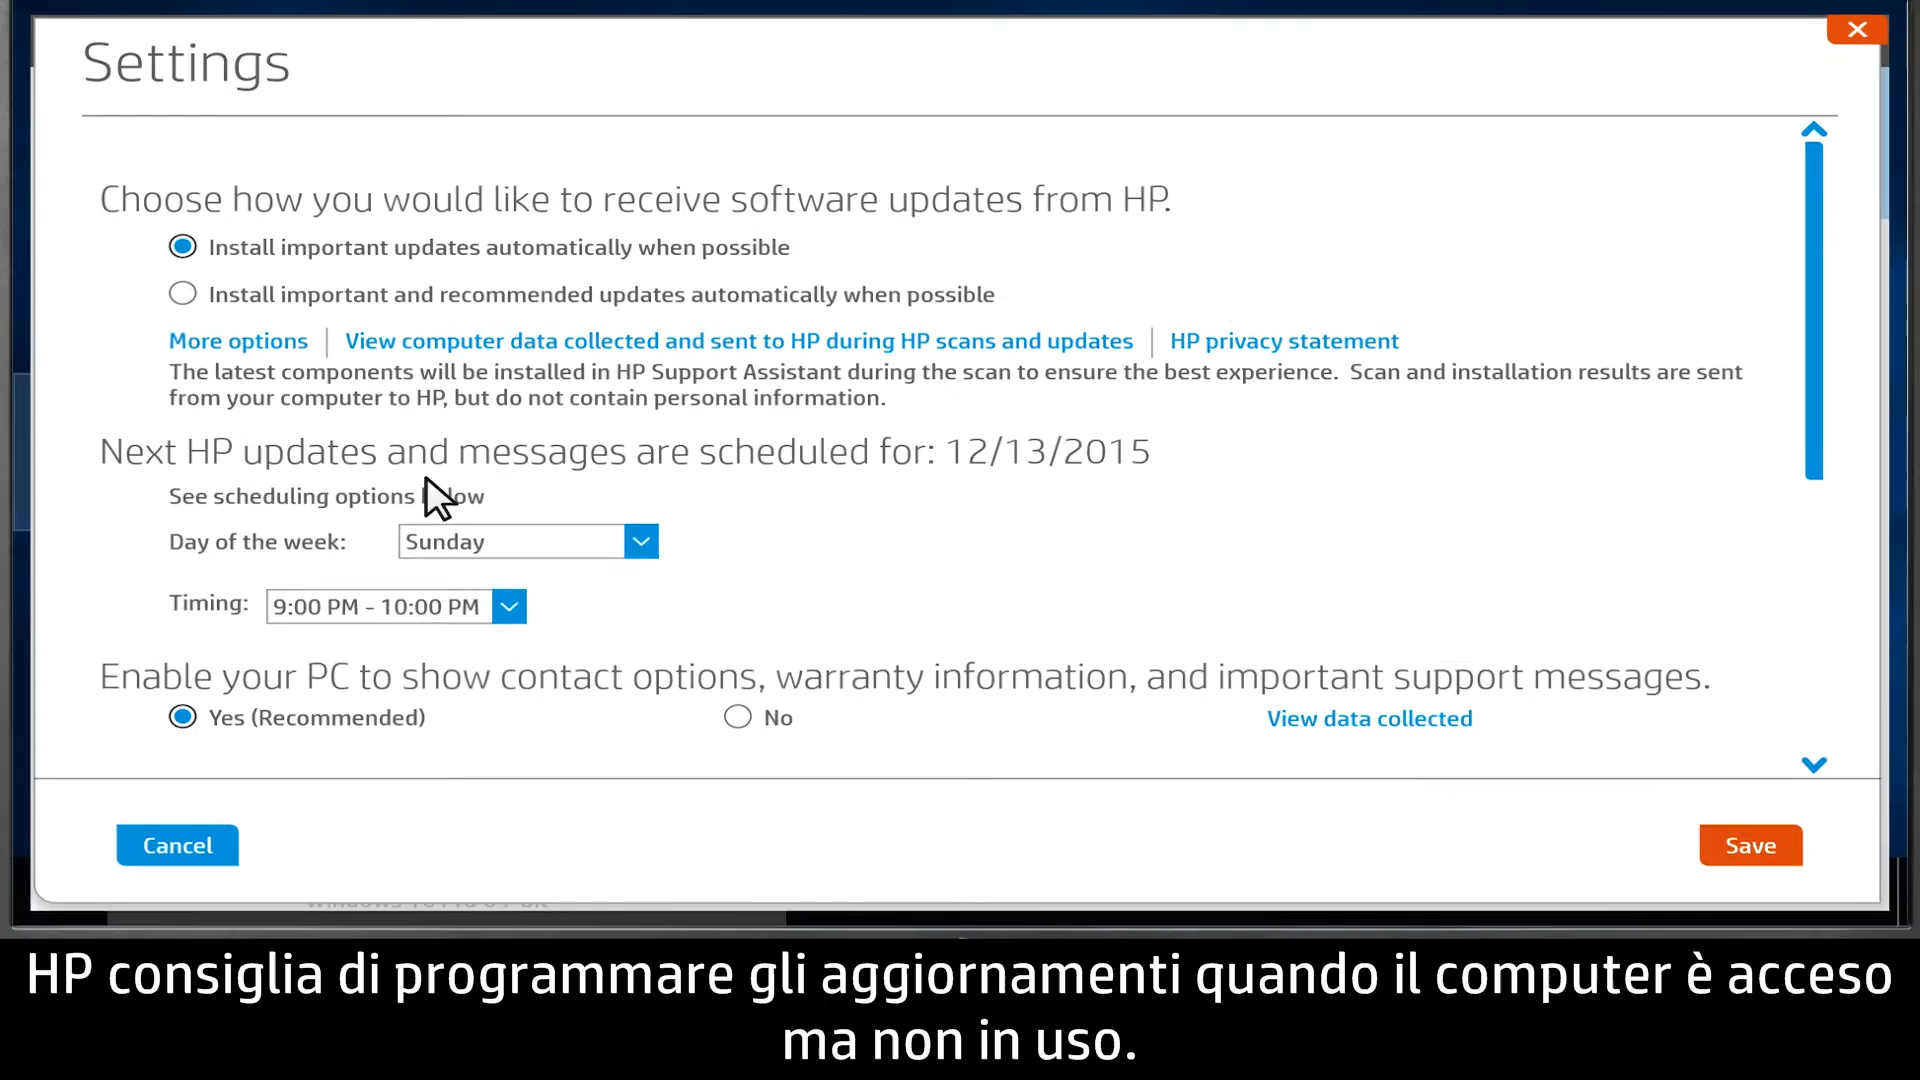 Settings
Choose how you would like to receive software updates from HP.
Install important updates automatically when possible
Install important and recommended updates automatically when possible
More options | View computer data collected and sent to HP during HP scans and updates | HP privacy statement
The latest components will be installed in HP Support Assistant during the scan to ensure the best experience. Scan and installation results are sent
from your computer to HP, but do not contain personal information.
Next HP updates and messages are scheduled for: 12/13/2015
See scheduling options
Day of the week: Sunday
Timing: 9:00 PM - 10:00 PM
Enable your PC to show contact options, warranty information, and important support messages.
Yes (Recommended) No View data collected
Cancel Save
HP consiglia di programmare gli aggiornamenti quando il computer è acceso
ma non in uso.